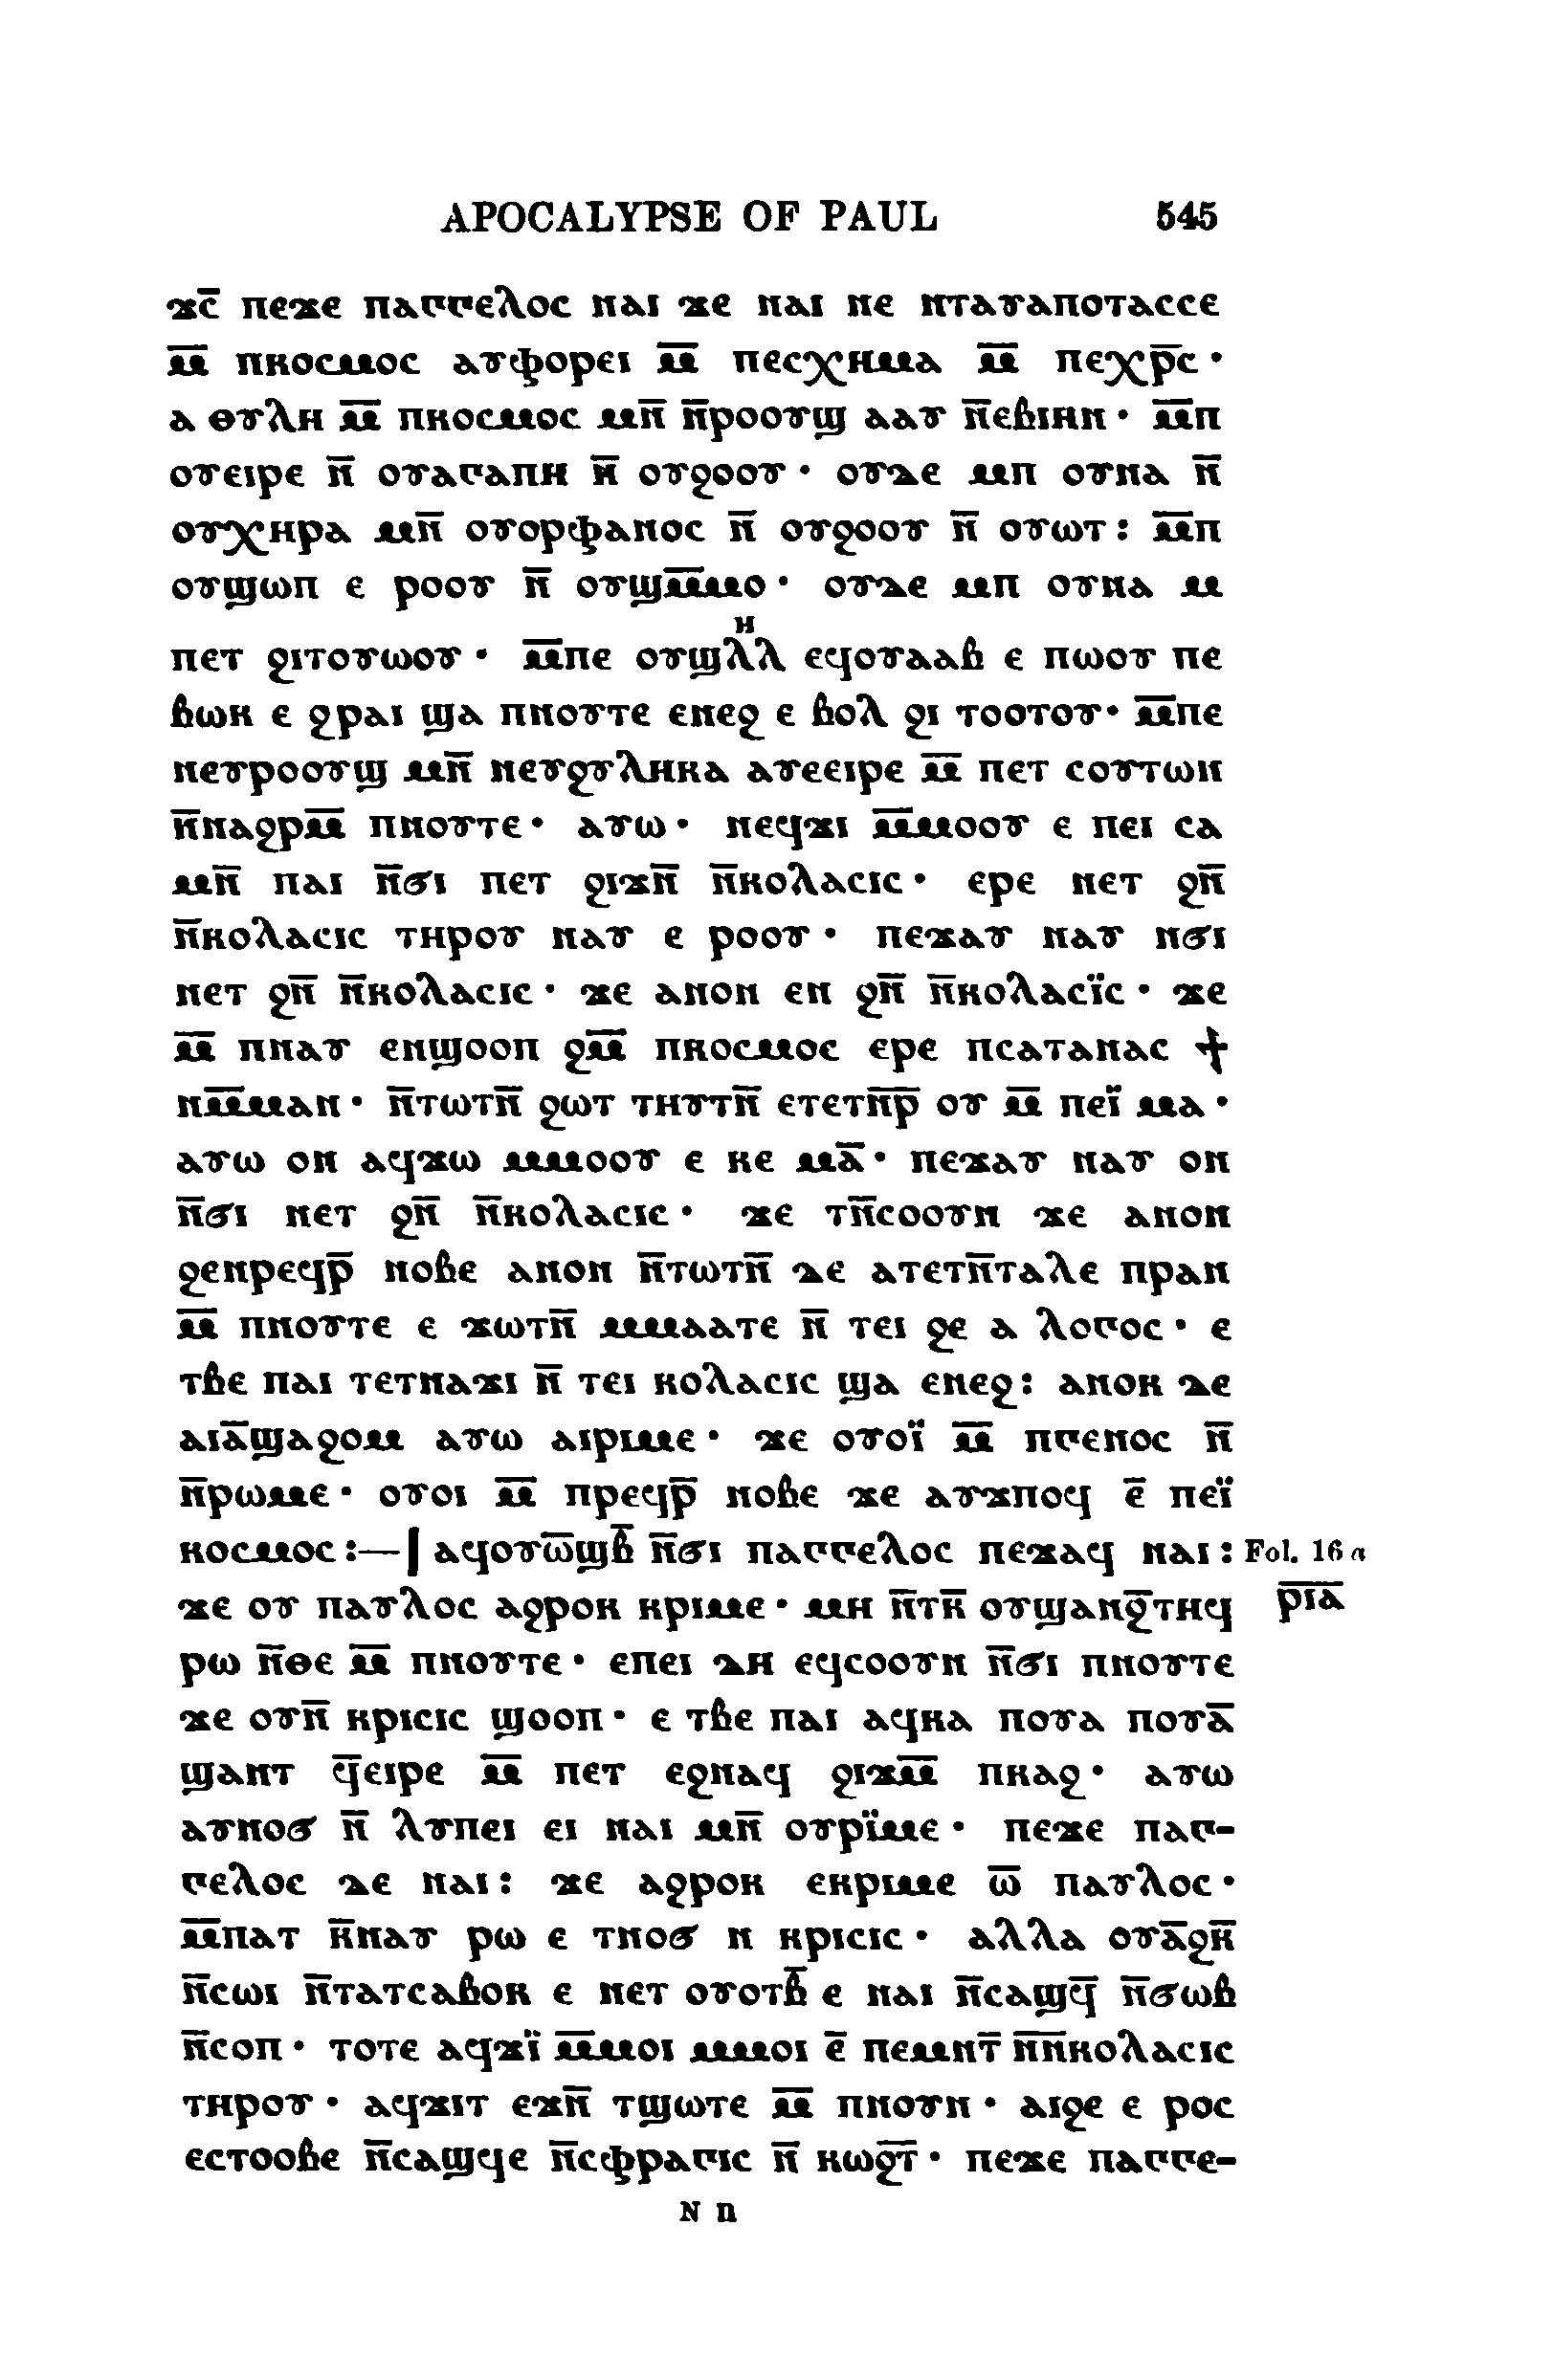 APOCALYPSE OF PAUL 545
ϫⲥ̅ ⲡⲉϫⲉ ⲡⲁⲅⲅⲉⲗⲟⲥ ⲛⲁⲓ ϫⲉ ⲛⲁⲓ ⲛⲉ ⲛⲧⲁⲩⲁⲡⲟⲧⲁⲥⲥⲉ
ⲙ̅ ⲡⲕⲟⲥⲙⲟⲥ ⲁⲩⲫⲟⲣⲉⲓ ⲙ̅ ⲡⲉⲥⲭⲏⲙⲁ ⲙ̅ ⲡⲉⲭⲣ̅ⲥ ·
ⲁ ⲑⲩⲗⲏ ⲙ̅ ⲡⲕⲟⲥⲙⲟⲥ ⲙⲛ̅ ⲛ̅ⲣⲟⲟⲩϣ ⲁⲁⲩ ⲛ̅ⲉⲃⲓⲏⲛ · ⲙ̅ⲡ
ⲟⲩⲉⲓⲣⲉ ⲛ̅ ⲟⲩⲁⲅⲁⲡⲏ ⲛ̅ ⲟⲩϩⲟⲟⲩ · ⲟⲩⲇⲉ ⲙⲡ ⲟⲩⲛⲁ ⲛ̅
ⲟⲩⲭⲏⲣⲁ ⲙⲛ̅ ⲟⲩⲟⲣⲫⲁⲛⲟⲥ ⲛ̅ ⲟⲩϩⲟⲟⲩ ⲛ̅ ⲟⲩⲱⲧ : ⲙ̅ⲡ
ⲟⲩϣⲱⲡ ⲉ ⲣⲟⲟⲩ ⲛ̅ ⲟⲩϣⲙ̅ⲙⲟ · ⲟⲩⲇⲉ ⲙⲡ ⲟⲩⲛⲁ ⲙ
ⲡⲉⲧ ϩⲓⲧⲟⲩⲱⲟⲩ · ⲙ̅ⲡⲉ ⲟⲩϣⲗⲏⲗ ⲉϥⲟⲩⲁⲁⲃ ⲉ ⲡⲱⲟⲩ ⲡⲉ
ⲃⲱⲕ ⲉ ϩⲣⲁⲓ ϣⲁ ⲡⲛⲟⲩⲧⲉ ⲉⲛⲉϩ ⲉ ⲃⲟⲗ ϩⲓ ⲧⲟⲟⲧⲟⲩ · ⲙ̅ⲡⲉ
ⲛⲉⲩⲣⲟⲟⲩϣ ⲙⲛ̅ ⲛⲉⲩϩⲩⲗⲏⲕⲁ ⲁⲩⲉⲉⲓⲣⲉ ⲙ̅ ⲡⲉⲧ ⲥⲟⲩⲧⲱⲛ
ⲛ̅ⲛⲁϩⲣⲙ̅ ⲡⲛⲟⲩⲧⲉ · ⲁⲩⲱ · ⲛⲉϥϫⲓ ⲙ̅ⲙⲟⲟⲩ ⲉ ⲡⲉⲓ ⲥⲁ
ⲙⲛ̅ ⲡⲁⲓ ⲛ̅ϭⲓ ⲡⲉⲧ ϩⲓϫⲛ̅ ⲛ̅ⲕⲟⲗⲁⲥⲓⲥ · ⲉⲣⲉ ⲛⲉⲧ ϩⲛ̅
ⲛ̅ⲕⲟⲗⲁⲥⲓⲥ ⲧⲏⲣⲟⲩ ⲛⲁⲩ ⲉ ⲣⲟⲟⲩ · ⲡⲉϫⲁⲩ ⲛⲁⲩ ⲛϭⲓ
ⲛⲉⲧ ϩⲛ̅ ⲛ̅ⲕⲟⲗⲁⲥⲓⲥ · ϫⲉ ⲁⲛⲟⲛ ⲉⲛ ϩⲛ̅ ⲛ̅ⲕⲟⲗⲁⲥⲓ̈ⲥ · ϫⲉ
ⲙ̅ ⲡⲛⲁⲩ ⲉⲛϣⲟⲟⲡ ϩⲙ̅ ⲡⲕⲟⲥⲙⲟⲥ ⲉⲣⲉ ⲡⲥⲁⲧⲁⲛⲁⲥ ϯ
ⲛⲙ̅ⲙⲁⲛ · ⲛ̅ⲧⲱⲧⲛ̅ ϩⲱⲧ ⲧⲏⲩⲧⲛ̅ ⲉⲧⲉⲧⲛ̅ⲣ̅ ⲟⲩ ⲙ̅ ⲡⲉⲓ̈ ⲙⲁ ·
ⲁⲩⲱ ⲟⲛ ⲁϥϫⲱ ⲙⲙⲟⲟⲩ ⲉ ⲕⲉ ⲙⲁ̅ · ⲡⲉϫⲁⲩ ⲛⲁⲩ ⲟⲛ
ⲛ̅ϭⲓ ⲛⲉⲧ ϩⲛ̅ ⲛ̅ⲕⲟⲗⲁⲥⲓⲥ · ϫⲉ ⲧⲛ̅ⲥⲟⲟⲩⲛ ϫⲉ ⲁⲛⲟⲛ
ϩⲉⲛⲣⲉϥⲣ̅ ⲛⲟⲃⲉ ⲁⲛⲟⲛ ⲛ̅ⲧⲱⲧⲛ̅ ⲇⲉ ⲁⲧⲉⲧⲛ̅ⲧⲁⲗⲉ ⲡⲣⲁⲛ
ⲙ̅ ⲡⲛⲟⲩⲧⲉ ⲉ ϫⲱⲧⲛ̅ ⲙⲙⲁⲁⲧⲉ ⲛ̅ ⲧⲉⲓ ϩⲉ ⲁ ⲗⲟⲅⲟⲥ · ⲉ
ⲧⲃⲉ ⲡⲁⲓ ⲧⲉⲧⲛⲁϫⲓ ⲛ̅ ⲧⲉⲓ ⲕⲟⲗⲁⲥⲓⲥ ϣⲁ ⲉⲛⲉϩ : ⲁⲛⲟⲕ ⲇⲉ
ⲁⲓⲁ̅ϣⲁϩⲟⲙ ⲁⲩⲱ ⲁⲓⲣⲓⲙⲉ · ϫⲉ ⲟⲩⲟⲓ̈ ⲙ̅ ⲡⲅⲉⲛⲟⲥ ⲛ̅
ⲛ̅ⲣⲱⲙⲉ · ⲟⲩⲟⲓ ⲙ̅ ⲡⲣⲉϥⲣ̅ ⲛⲟⲃⲉ ϫⲉ ⲁⲩϫⲡⲟϥ ⲉ̅ ⲡⲉⲓ̈
ⲕⲟⲥⲙⲟⲥ :—| ⲁϥⲟⲩⲱ̅ϣⲃ̅ ⲛ̅ϭⲓ ⲡⲁⲅⲅⲉⲗⲟⲥ ⲡⲉϫⲁϥ ⲛⲁⲓ : Fol. 16 a
ϫⲉ ⲟⲩ ⲡⲁⲩⲗⲟⲥ ⲁϩⲣⲟⲕ ⲕⲣⲓⲙⲉ · ⲙⲏ ⲛ̅ⲧⲕ̅ ⲟⲩϣⲁⲛϩ̅ⲧⲏϥ ⲣ̅ⲓ̅ⲁ̅
ⲣⲱ ⲛ̅ⲑⲉ ⲙ̅ ⲡⲛⲟⲩⲧⲉ · ⲉⲡⲉⲓ ⲇⲏ ⲉϥⲥⲟⲟⲩⲛ ⲛ̅ϭⲓ ⲡⲛⲟⲩⲧⲉ
ϫⲉ ⲟⲩⲛ̅ ⲕⲣⲓⲥⲓⲥ ϣⲟⲟⲡ · ⲉ ⲧⲃⲉ ⲡⲁⲓ ⲁϥⲕⲁ ⲡⲟⲩⲁ ⲡⲟⲩⲁ̅
ϣⲁⲛⲧ ϥ̅ⲉⲓⲣⲉ ⲙ̅ ⲡⲉⲧ ⲉϩⲛⲁϥ ϩⲓϫⲙ̅ ⲡⲕⲁϩ · ⲁⲩⲱ
ⲁⲩⲛⲟϭ ⲛ̅ ⲗⲩⲡⲉⲓ ⲉⲓ ⲛⲁⲓ ⲙⲛ̅ ⲟⲩⲣⲓ̈ⲙⲉ · ⲡⲉϫⲉ ⲡⲁⲅ-
ⲅⲉⲗⲟⲥ ⲇⲉ ⲛⲁⲓ : ϫⲉ ⲁϩⲣⲟⲕ ⲉⲕⲣⲓⲙⲉ ⲱ̅ ⲡⲁⲩⲗⲟⲥ ·
ⲙ̅ⲡⲁⲧ ⲕ̅ⲛⲁⲩ ⲣⲱ ⲉ ⲧⲛⲟϭ ⲛ ⲕⲣⲓⲥⲓⲥ · ⲁⲗⲗⲁ ⲟⲩⲁ̅ϩⲕ̅
ⲛ̅ⲥⲱⲓ ⲛ̅ⲧⲁⲧⲥⲁⲃⲟⲕ ⲉ ⲛⲉⲧ ⲟⲩⲟⲧⲃ̅ ⲉ ⲛⲁⲓ ⲛ̅ⲥⲁϣϥ̅ ⲛ̅ϭⲱⲃ
ⲛ̅ⲥⲟⲡ · ⲧⲟⲧⲉ ⲁϥϫⲓ̈ ⲙ̅ⲙⲟⲓ ⲙⲙⲟⲓ ⲉ̅ ⲡⲉⲙⲛⲧ̅ ⲛ̅ⲛ̅ⲕⲟⲗⲁⲥⲓⲥ
ⲧⲏⲣⲟⲩ · ⲁϥϫⲓⲧ ⲉϫⲛ̅ ⲧϣⲱⲧⲉ ⲙ̅ ⲡⲛⲟⲩⲛ · ⲁⲓϩⲉ ⲉ ⲣⲟⲥ
ⲉⲥⲧⲟⲟⲃⲉ ⲛ̅ⲥⲁϣϥⲉ ⲛ̅ⲥⲫⲣⲁⲅⲓⲥ ⲛ̅ ⲕⲱϩⲧ̅ · ⲡⲉϫⲉ ⲡⲁⲅⲅⲉ-
N n